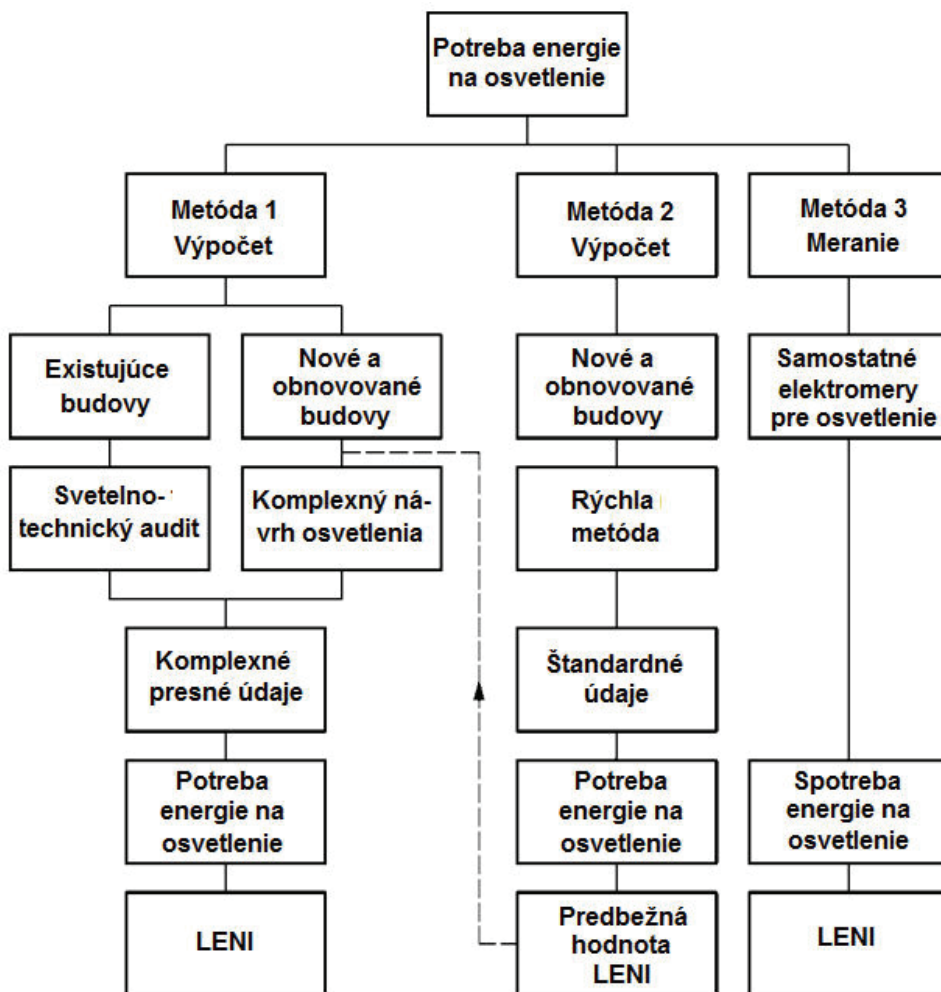 Potreba energie
na osvetlenie
Metóda 1
Výpočet
Metóda 2
Výpočet
Metóda 3
Meranie
Existujúce
budovy
Nové a
obnovované
budovy
Nové a
obnovované
budovy
Samostatné
elektromery
pre osvetlenie
Svetelno-
technický audit
Komplexný ná-
vrh osvetlenia
Rýchla
metóda
Komplexné
presné údaje
Štandardné
údaje
Potreba
energie na
osvetlenie
Potreba
energie na
osvetlenie
Spotreba
energie na
osvetlenie
LENI
Predbežná
hodnota
LENI
LENI